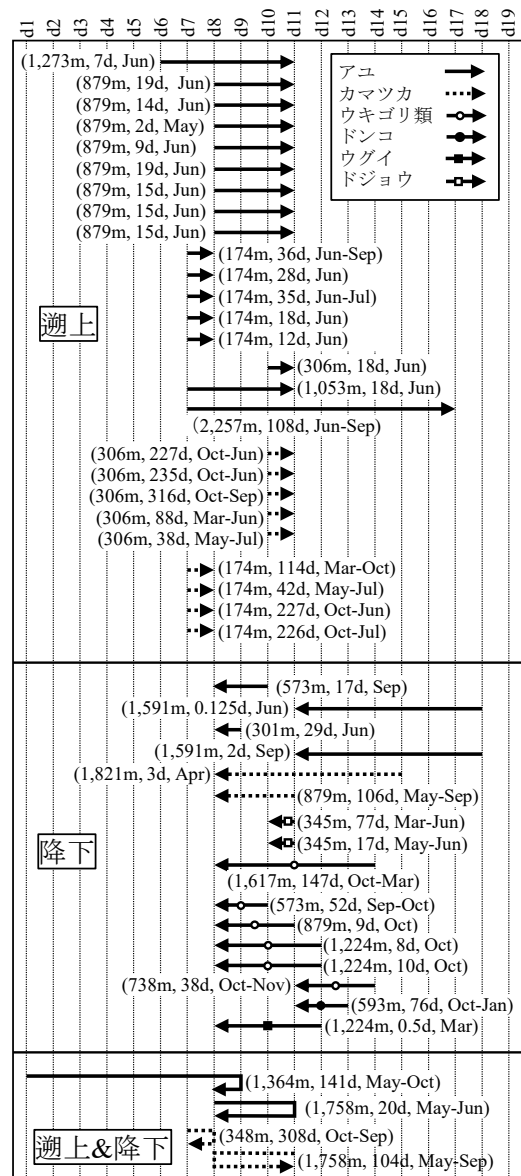 d1 d2 d3 d4 d5 d6 d7 d8 d9 d10 d11 d12 d13 d14 d15 d16 d17 d18 d19
アユ
カマツカ
ウキゴリ類
ドンコ
ウグイ
ドジョウ
(1,273m, 7d, Jun)
(879m, 19d, Jun)
(879m, 14d, Jun)
(879m, 2d, May)
(879m, 9d, Jun)
(879m, 19d, Jun)
(879m, 15d, Jun)
(879m, 15d, Jun)
(879m, 15d, Jun)
(174m, 36d, Jun-Sep)
(174m, 28d, Jun)
(174m, 35d, Jun-Jul)
(174m, 18d, Jun)
(174m, 12d, Jun)
遡上
(306m, 18d, Jun)
(1,053m, 18d, Jun)
(2,257m, 108d, Jun-Sep)
(306m, 227d, Oct-Jun)
(306m, 235d, Oct-Jun)
(306m, 316d, Oct-Sep)
(306m, 88d, Mar-Jun)
(306m, 38d, May-Jul)
(174m, 114d, Mar-Oct)
(174m, 42d, May-Jul)
(174m, 227d, Oct-Jun)
(174m, 226d, Oct-Jul)
(573m, 17d, Sep)
(1,591m, 0.125d, Jun)
(301m, 29d, Jun)
(1,591m, 2d, Sep)
(1,821m, 3d, Apr)
(879m, 106d, May-Sep)
(345m, 77d, Mar-Jun)
(345m, 17d, May-Jun)
降下
(1,617m, 147d, Oct-Mar)
(573m, 52d, Sep-Oct)
(879m, 9d, Oct)
(1,224m, 8d, Oct)
(1,224m, 10d, Oct)
(738m, 38d, Oct-Nov)
(593m, 76d, Oct-Jan)
(1,224m, 0.5d, Mar)
(1,364m, 141d, May-Oct)
(1,758m, 20d, May-Jun)
(348m, 308d, Oct-Sep)
遡上&降下
(1,758m, 104d, May-Sep)